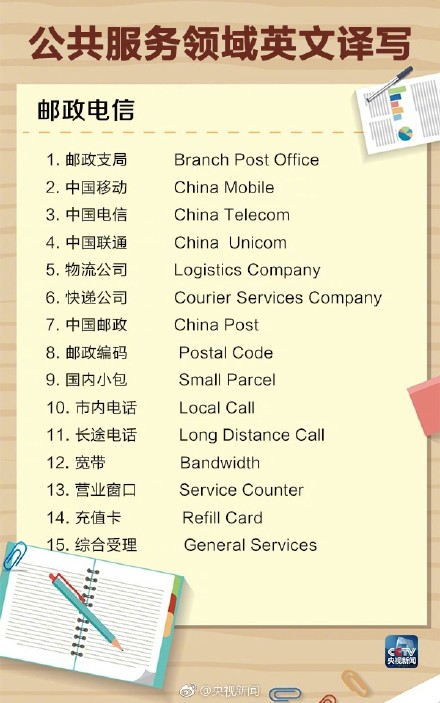 公共服务领域英文译写
邮政电信
1. 邮政支局 Branch Post Office
2. 中国移动 China Mobile
3. 中国电信 China Telecom
4. 中国联通 China Unicom
5. 物流公司 Logistics Company
6. 快递公司 Courier Services Company
7. 中国邮政 China Post
8. 邮政编码 Postal Code
9. 国内小包 Small Parcel
10. 市内电话 Local Call
11. 长途电话 Long Distance Call
12. 宽带 Bandwidth
13. 营业窗口 Service Counter
14. 充值卡 Refill Card
15. 综合受理 General Services
CCTV
央视新闻
@央视新闻